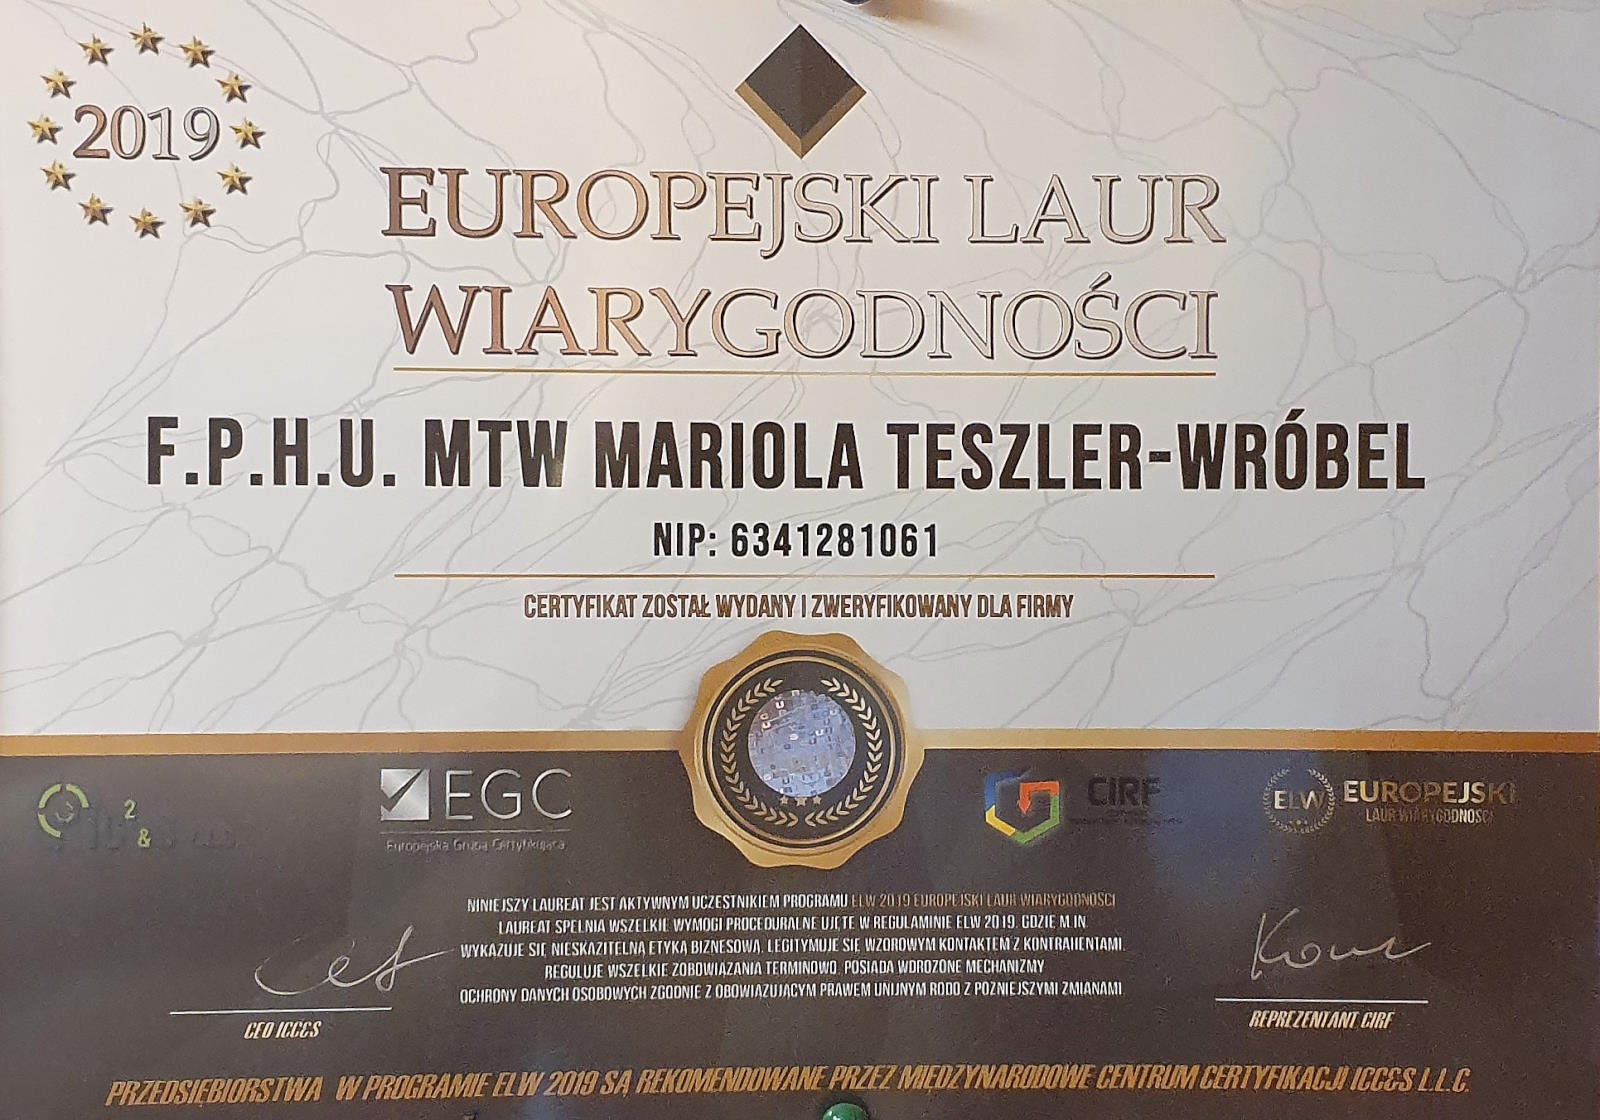 2019
EUROPEJSKI LAUR
WIARYGODNOŚCI
F.P.H.U. MTW MARIOLA TESZLER-WRÓBEL
NIP: 6341281061
CERTYFIKAT ZOSTAŁ WYDANY I ZWERYFIKOWANY DLA FIRMY
EGC
Europejska Grupa Certyfikująca
CIRF
ELW
EUROPEJSKI
LAUR WIARYGODNOŚCI
NINIEJSZY LAUREAT JEST AKTYWNYM UCZESTNIKIEM PROGRAMU ELW 2019 EUROPEJSKI LAUR WIARYGODNOŚCI
LAUREAT SPEŁNIA WSZELKIE WYMOGI PROCEDURALNE UJĘTE W REGULAMINIE ELW 2019, GDZIE M.IN.
WYKAZUJE SIĘ NIESKAZITELNĄ ETYKĄ BIZNESOWĄ, LEGITYMUJE SIĘ WZOROWYM KONTAKTEM Z KONTRAHENTAMI,
REGULUJE WSZELKIE ZOBOWIĄZANIA TERMINOWO, POSIADA WDROŻONE MECHANIZMY
OCHRONY DANYCH OSOBOWYCH ZGODNIE Z OBOWIĄZUJĄCYM PRAWEM UNIJNYM RODO Z PÓŹNIEJSZYMI ZMIANAMI
CEO ICC&S
REPREZENTANT CIRF
PRZEDSIĘBIORSTWA W PROGRAMIE ELW 2019 SĄ REKOMENDOWANE PRZEZ MIĘDZYNARODOWE CENTRUM CERTYFIKACJI ICC&S L.L.C.